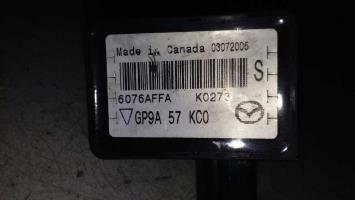 Made in Canada 03072006
S
6076AFFA K0273
GP9A 57 KC0